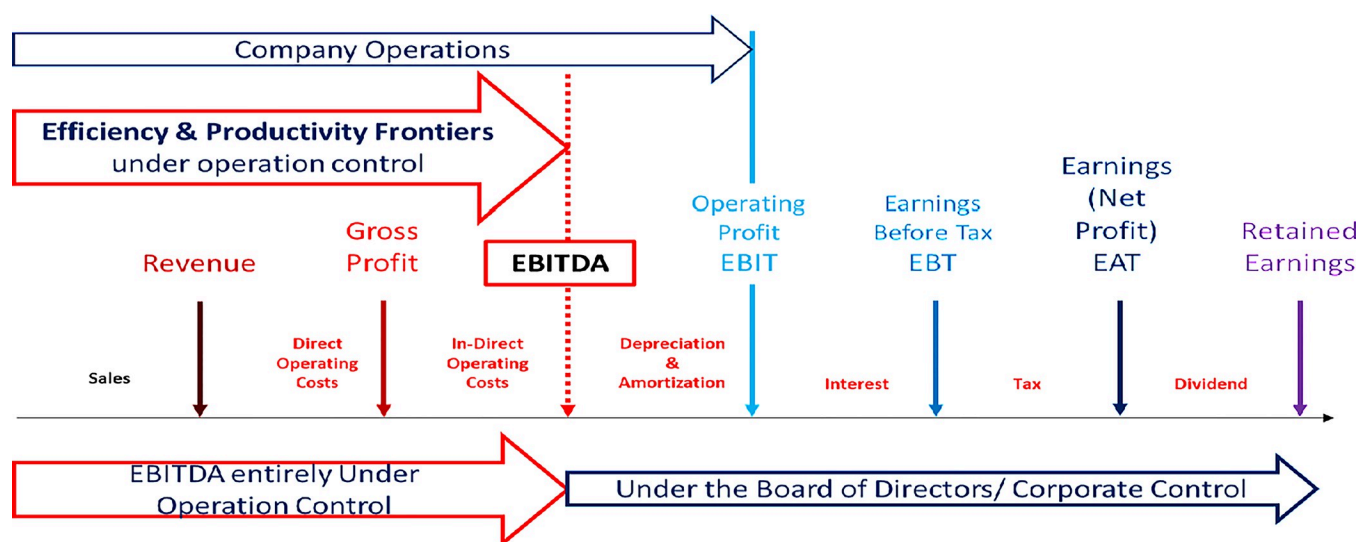 Company Operations
Efficiency & Productivity Frontiers
under operation control
Revenue
Gross
Profit
EBITDA
Operating
Profit
EBIT
Earnings
Before Tax
EBT
Earnings
(Net
Profit)
EAT
Retained
Earnings
Sales
Direct
Operating
Costs
In-Direct
Operating
Costs
Depreciation
&
Amortization
Interest
Tax
Dividend
EBITDA entirely Under
Operation Control
Under the Board of Directors/ Corporate Control